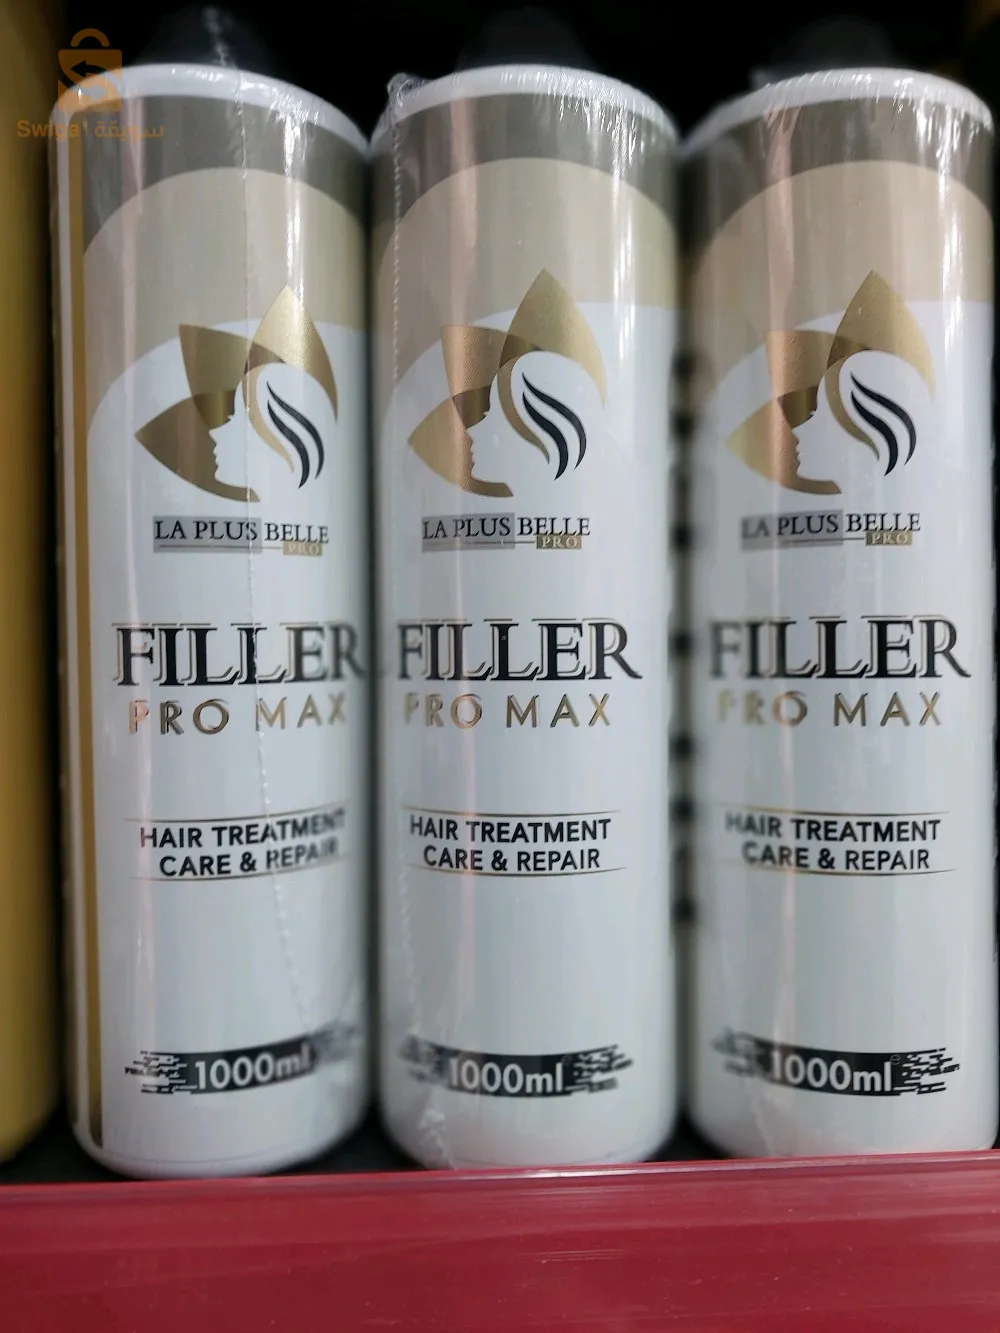 Swiga سويقة
LA PLUS BELLE
PRO
FILLER
PRO MAX
HAIR TREATMENT
CARE & REPAIR
1000ml
LA PLUS BELLE
PRO
FILLER
PRO MAX
HAIR TREATMENT
CARE & REPAIR
1000ml
LA PLUS BELLE
PRO
FILLER
PRO MAX
HAIR TREATMENT
CARE & REPAIR
1000ml